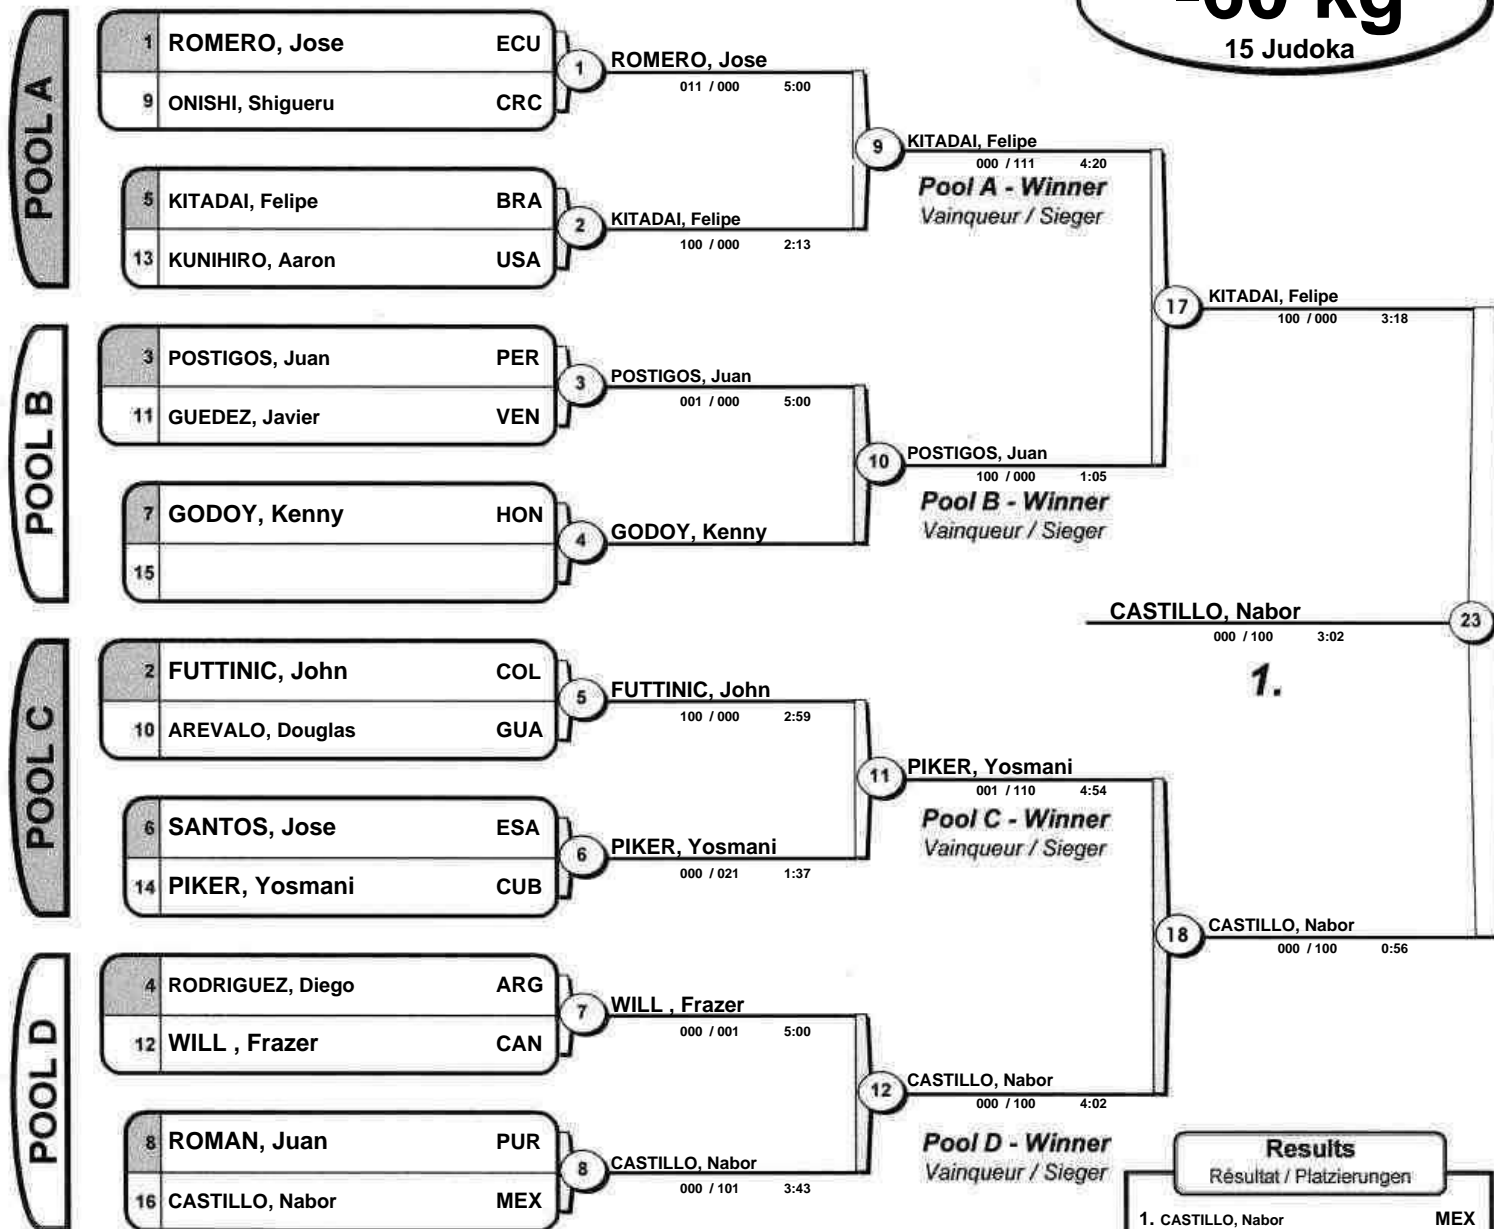 -60 kg
15 Judoka
POOL A
1 ROMERO, Jose ECU
9 ONISHI, Shigueru CRC
5 KITADAI, Felipe BRA
13 KUNIHIRO, Aaron USA
1
ROMERO, Jose
011 / 000 5:00
2
KITADAI, Felipe
100 / 000 2:13
9
KITADAI, Felipe
000 / 111 4:20
Pool A - Winner
Vainqueur / Sieger
POOL B
3 POSTIGOS, Juan PER
11 GUEDEZ, Javier VEN
7 GODOY, Kenny HON
15
3
POSTIGOS, Juan
001 / 000 5:00
4
GODOY, Kenny
10
POSTIGOS, Juan
100 / 000 1:05
Pool B - Winner
Vainqueur / Sieger
17
KITADAI, Felipe
100 / 000 3:18
CASTILLO, Nabor
000 / 100 3:02
23
1.
POOL C
2 FUTTINIC, John COL
10 AREVALO, Douglas GUA
6 SANTOS, Jose ESA
14 PIKER, Yosmani CUB
5
FUTTINIC, John
100 / 000 2:59
6
PIKER, Yosmani
000 / 021 1:37
11
PIKER, Yosmani
001 / 110 4:54
Pool C - Winner
Vainqueur / Sieger
POOL D
4 RODRIGUEZ, Diego ARG
12 WILL , Frazer CAN
8 ROMAN, Juan PUR
16 CASTILLO, Nabor MEX
7
WILL , Frazer
000 / 001 5:00
8
CASTILLO, Nabor
000 / 101 3:43
12
CASTILLO, Nabor
000 / 100 4:02
Pool D - Winner
Vainqueur / Sieger
18
CASTILLO, Nabor
000 / 100 0:56
Results
Résultat / Platzierungen
1. CASTILLO, Nabor MEX